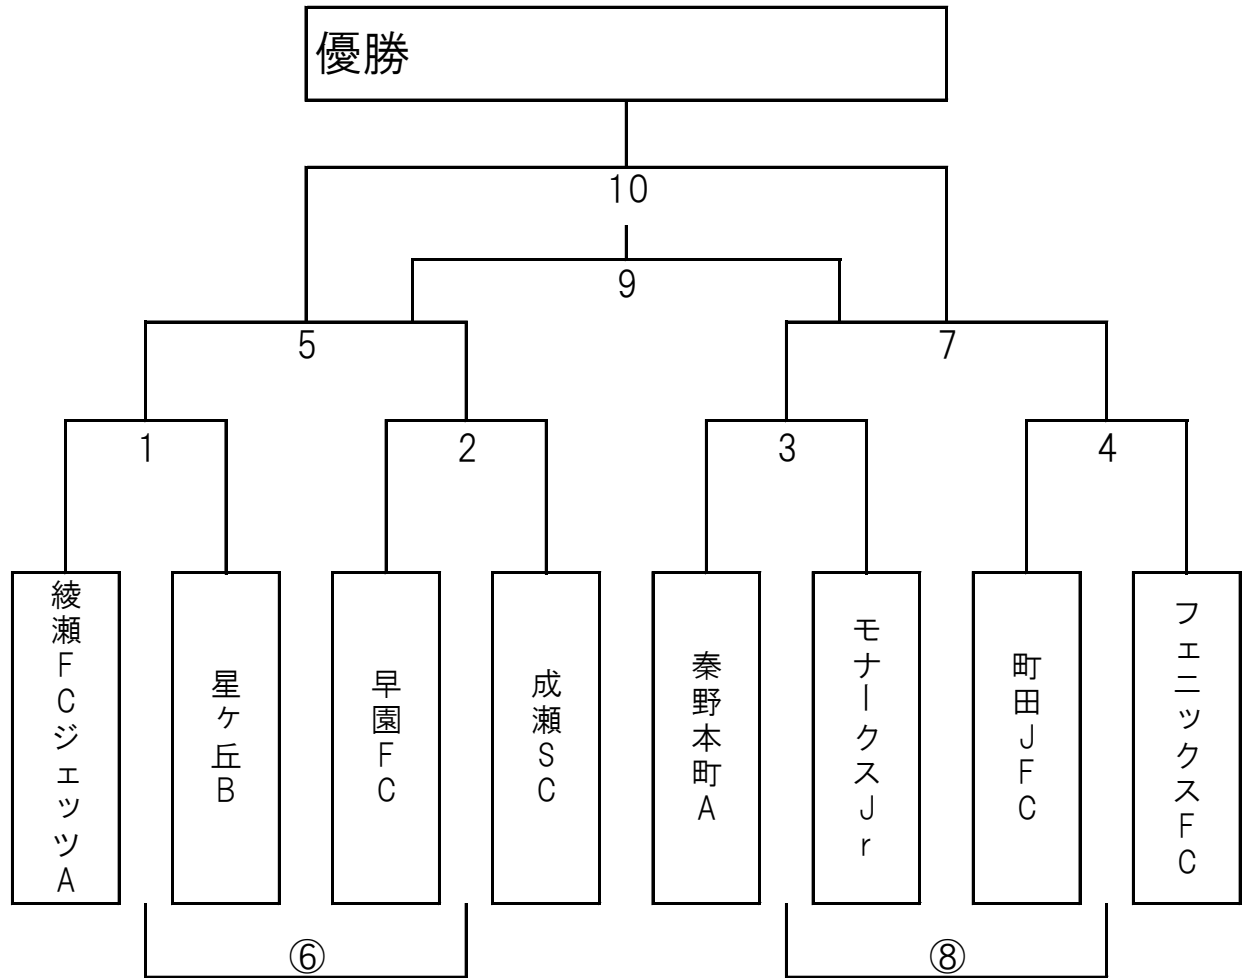 優勝
10
9
5
7
1
2
3
4
綾瀬FCジェッツA
星ヶ丘B
早園FC
成瀬SC
秦野本町A
モナークスJr
町田JFC
フェニックスFC
⑥
⑧